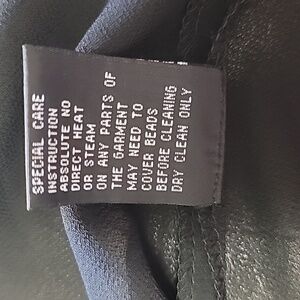 SPECIAL CARE
INSTRUCTION
ABSOLUTE NO
DIRECT HEAT
OR STEAM
ON ANY PARTS OF
THE GARMENT
MAY NEED TO
COVER BEADS
BEFORE CLEANING
DRY CLEAN ONLY